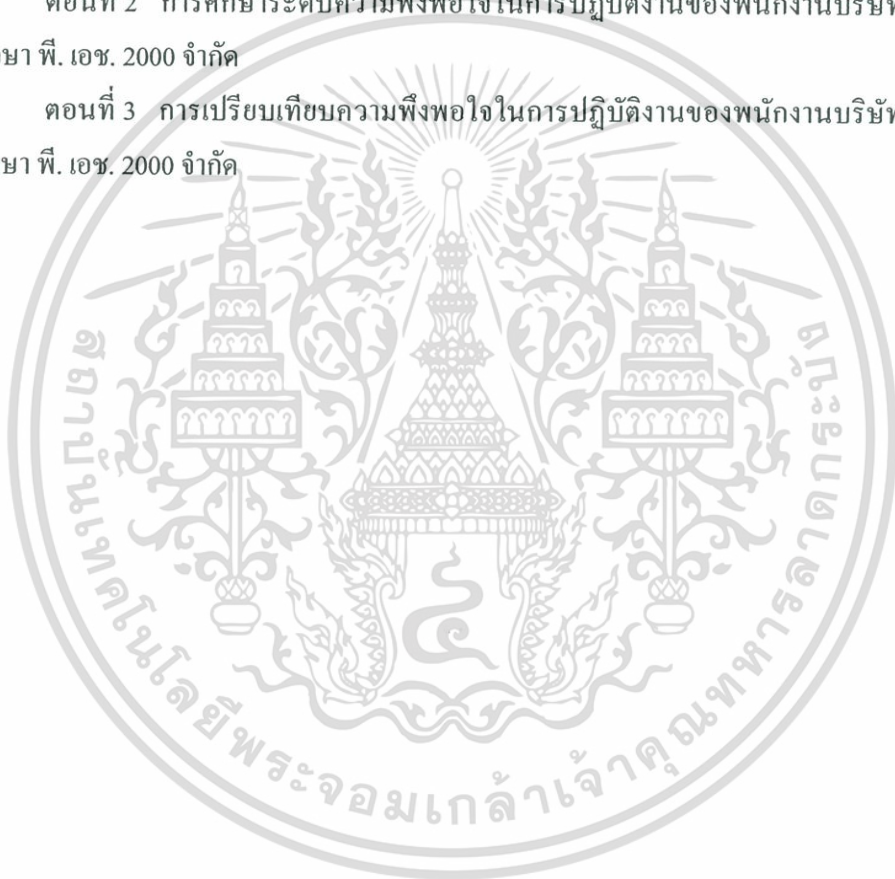 ตอนที่ 2 การศึกษาระดับความพึงพอใจในการปฏิบัติงานของพนักงานบริษัท
ษา พี. เอช. 2000 จำกัด
ตอนที่ 3 การเปรียบเทียบความพึงพอใจในการปฏิบัติงานของพนักงานบริษัท
ษา พี. เอช. 2000 จำกัด
สถาบันเทคโนโลยีพระจอมเกล้าเจ้าคุณทหารลาดกระบัง
๔